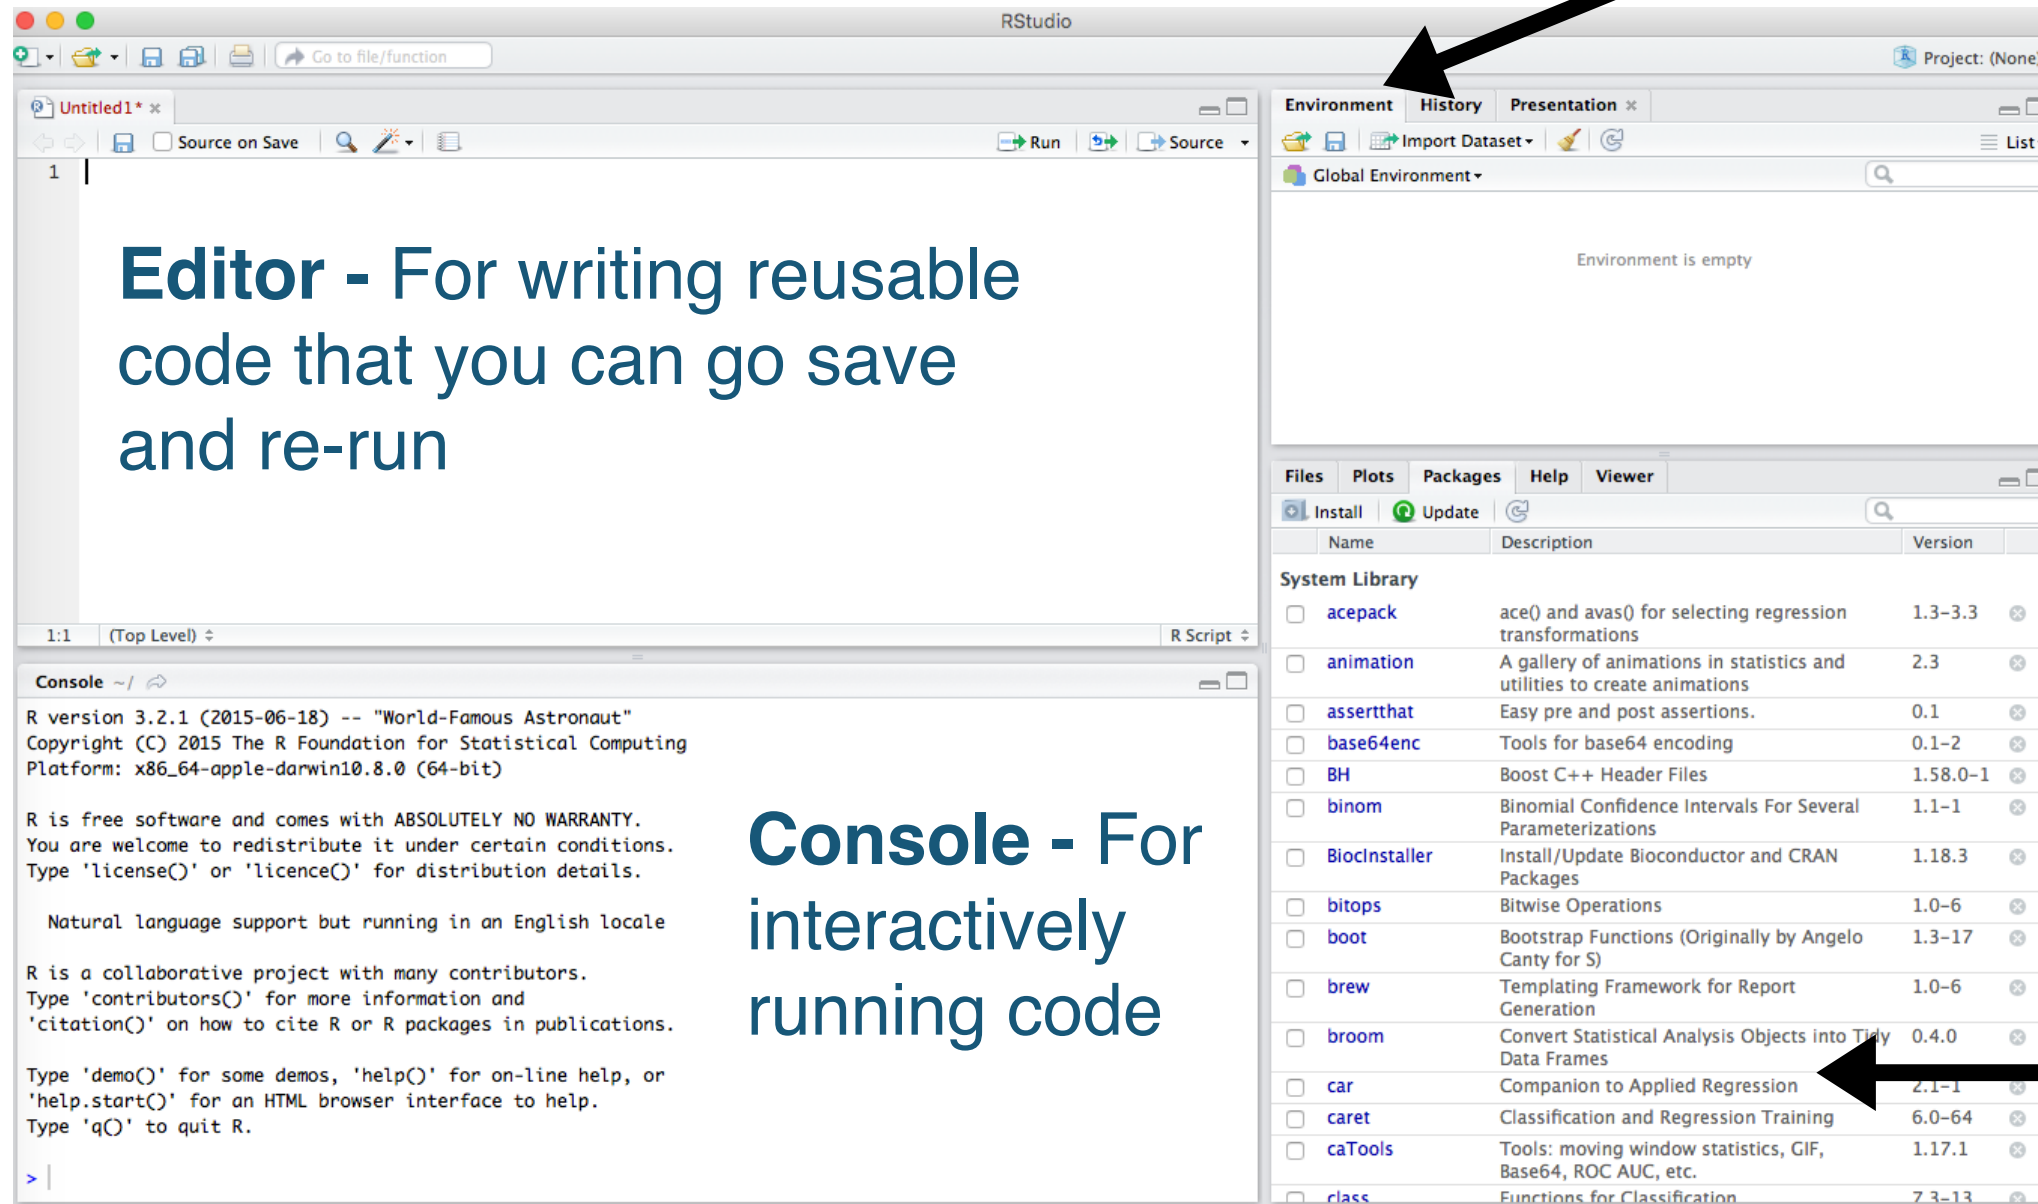 RStudio
Go to file/function
Project: (None)
Untitled1*
Source on Save
Run
Source
1
Editor - For writing reusable
code that you can go save
and re-run
1:1 (Top Level)
R Script
Console ~/
R version 3.2.1 (2015-06-18) -- "World-Famous Astronaut"
Copyright (C) 2015 The R Foundation for Statistical Computing
Platform: x86_64-apple-darwin10.8.0 (64-bit)
R is free software and comes with ABSOLUTELY NO WARRANTY.
You are welcome to redistribute it under certain conditions.
Type 'license()' or 'licence()' for distribution details.
Natural language support but running in an English locale
R is a collaborative project with many contributors.
Type 'contributors()' for more information and
'citation()' on how to cite R or R packages in publications.
Type 'demo()' for some demos, 'help()' for on-line help, or
'help.start()' for an HTML browser interface to help.
Type 'q()' to quit R.
>
Console - For
interactively
running code
Environment History Presentation
Import Dataset
List
Global Environment
Environment is empty
Files Plots Packages Help Viewer
Install Update
Name Description Version
System Library
acepack ace() and avas() for selecting regression 1.3-3.3
transformations
animation A gallery of animations in statistics and 2.3
utilities to create animations
assertthat Easy pre and post assertions. 0.1
base64enc Tools for base64 encoding 0.1-2
BH Boost C++ Header Files 1.58.0-1
binom Binomial Confidence Intervals For Several 1.1-1
Parameterizations
BiocInstaller Install/Update Bioconductor and CRAN 1.18.3
Packages
bitops Bitwise Operations 1.0-6
boot Bootstrap Functions (Originally by Angelo 1.3-17
Canty for S)
brew Templating Framework for Report 1.0-6
Generation
broom Convert Statistical Analysis Objects into Tidy 0.4.0
Data Frames
car Companion to Applied Regression 2.1-1
caret Classification and Regression Training 6.0-64
caTools Tools: moving window statistics, GIF, 1.17.1
Base64, ROC AUC, etc.
class Functions for Classification 7.3-13